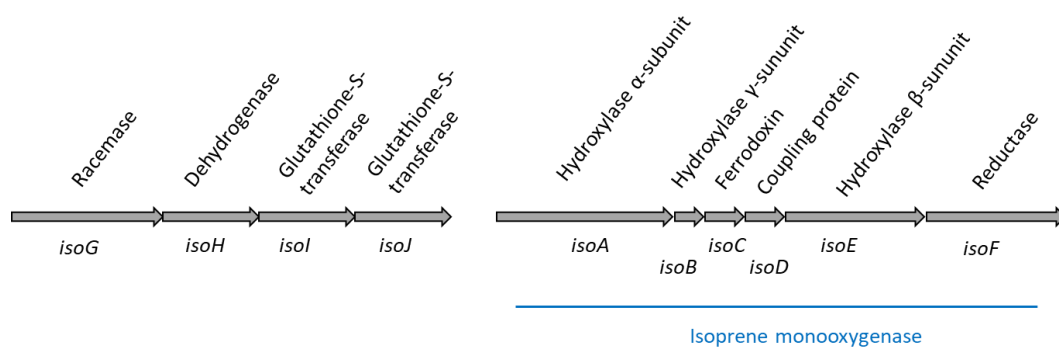 Racemase
Dehydrogenase
Glutathione-S-
transferase
Glutathione-S-
transferase
Hydroxylase α-subunit
Hydroxylase γ-sununit
Ferrodoxin
Coupling protein
Hydroxylase β-sununit
Reductase
isoG
isoH
isoI
isoJ
isoA
isoB
isoC
isoD
isoE
isoF
Isoprene monooxygenase